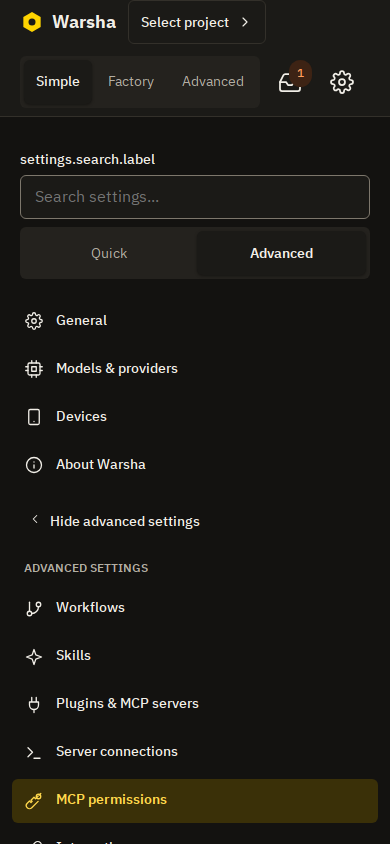 Warsha
Select project
Simple
Factory
Advanced
1
settings.search.label
Search settings...
Quick
Advanced
General
Models & providers
Devices
About Warsha
Hide advanced settings
ADVANCED SETTINGS
Workflows
Skills
Plugins & MCP servers
Server connections
MCP permissions